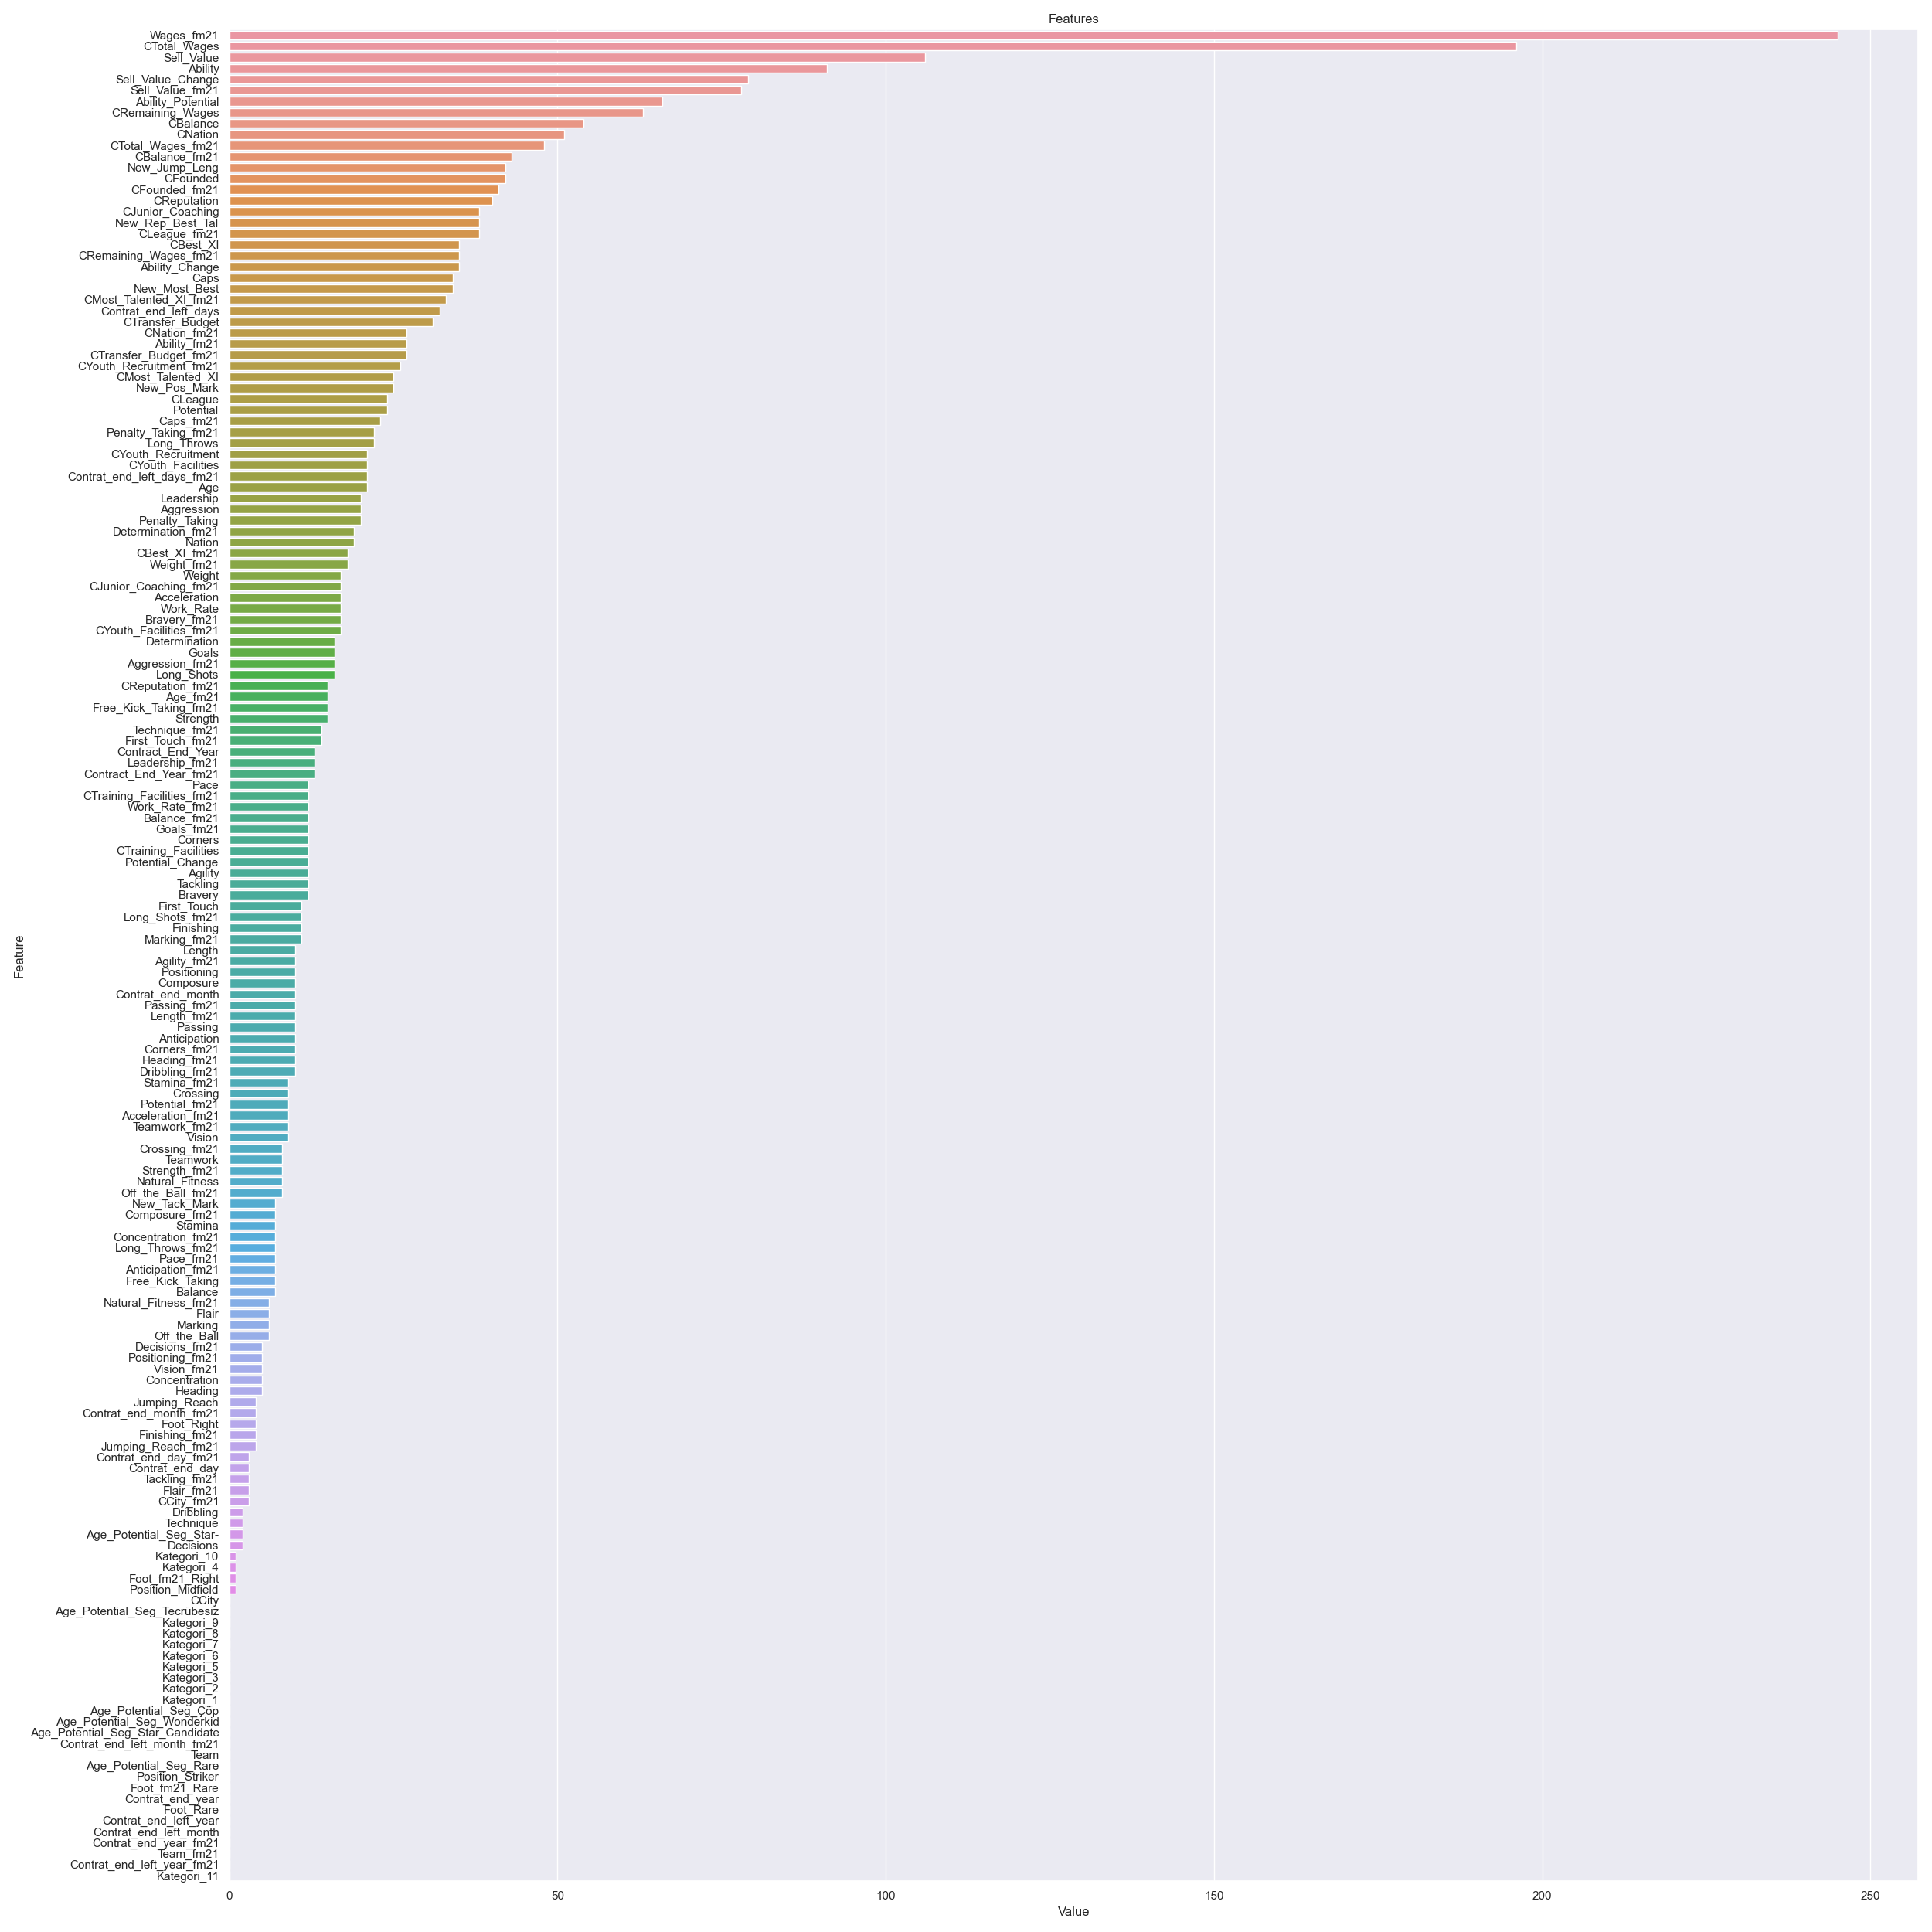 Features
Wages_fm21
CTotal_Wages
Sell_Value
Ability
Sell_Value_Change
Sell_Value_fm21
Ability_Potential
CRemaining_Wages
CBalance
CNation
CTotal_Wages_fm21
CBalance_fm21
New_Jump_Leng
CFounded
CFounded_fm21
CReputation
CJunior_Coaching
New_Rep_Best_Tal
CLeague_fm21
CBest_XI
CRemaining_Wages_fm21
Ability_Change
Caps
New_Most_Best
CMost_Talented_XI_fm21
Contrat_end_left_days
CTransfer_Budget
CNation_fm21
Ability_fm21
CTransfer_Budget_fm21
CYouth_Recruitment_fm21
CMost_Talented_XI
New_Pos_Mark
CLeague
Potential
Caps_fm21
Penalty_Taking_fm21
Long_Throws
CYouth_Recruitment
CYouth_Facilities
Contrat_end_left_days_fm21
Age
Leadership
Aggression
Penalty_Taking
Determination_fm21
Nation
CBest_XI_fm21
Weight_fm21
Weight
CJunior_Coaching_fm21
Acceleration
Work_Rate
Bravery_fm21
CYouth_Facilities_fm21
Determination
Goals
Aggression_fm21
Long_Shots
CReputation_fm21
Age_fm21
Free_Kick_Taking_fm21
Strength
Technique_fm21
First_Touch_fm21
Contract_End_Year
Leadership_fm21
Contract_End_Year_fm21
Pace
CTraining_Facilities_fm21
Work_Rate_fm21
Balance_fm21
Goals_fm21
Corners
CTraining_Facilities
Potential_Change
Agility
Tackling
Bravery
First_Touch
Long_Shots_fm21
Finishing
Marking_fm21
Length
Agility_fm21
Positioning
Composure
Contrat_end_month
Passing_fm21
Length_fm21
Passing
Anticipation
Corners_fm21
Heading_fm21
Dribbling_fm21
Stamina_fm21
Crossing
Potential_fm21
Acceleration_fm21
Teamwork_fm21
Vision
Crossing_fm21
Teamwork
Strength_fm21
Natural_Fitness
Off_the_Ball_fm21
New_Tack_Mark
Composure_fm21
Stamina
Concentration_fm21
Long_Throws_fm21
Pace_fm21
Anticipation_fm21
Free_Kick_Taking
Balance
Natural_Fitness_fm21
Flair
Marking
Off_the_Ball
Decisions_fm21
Positioning_fm21
Vision_fm21
Concentration
Heading
Jumping_Reach
Contrat_end_month_fm21
Foot_Right
Finishing_fm21
Jumping_Reach_fm21
Contrat_end_day_fm21
Contrat_end_day
Tackling_fm21
Flair_fm21
CCity_fm21
Dribbling
Technique
Age_Potential_Seg_Star-
Decisions
Kategori_10
Kategori_4
Foot_fm21_Right
Position_Midfield
CCity
Age_Potential_Seg_Tecrübesiz
Kategori_9
Kategori_8
Kategori_7
Kategori_6
Kategori_5
Kategori_3
Kategori_2
Kategori_1
Age_Potential_Seg_Çop
Age_Potential_Seg_Wonderkid
Age_Potential_Seg_Star_Candidate
Contrat_end_left_month_fm21
Team
Age_Potential_Seg_Rare
Position_Striker
Foot_fm21_Rare
Contrat_end_year
Foot_Rare
Contrat_end_left_year
Contrat_end_left_month
Contrat_end_year_fm21
Team_fm21
Contrat_end_left_year_fm21
Kategori_11
Feature
0 50 100 150 200 250
Value